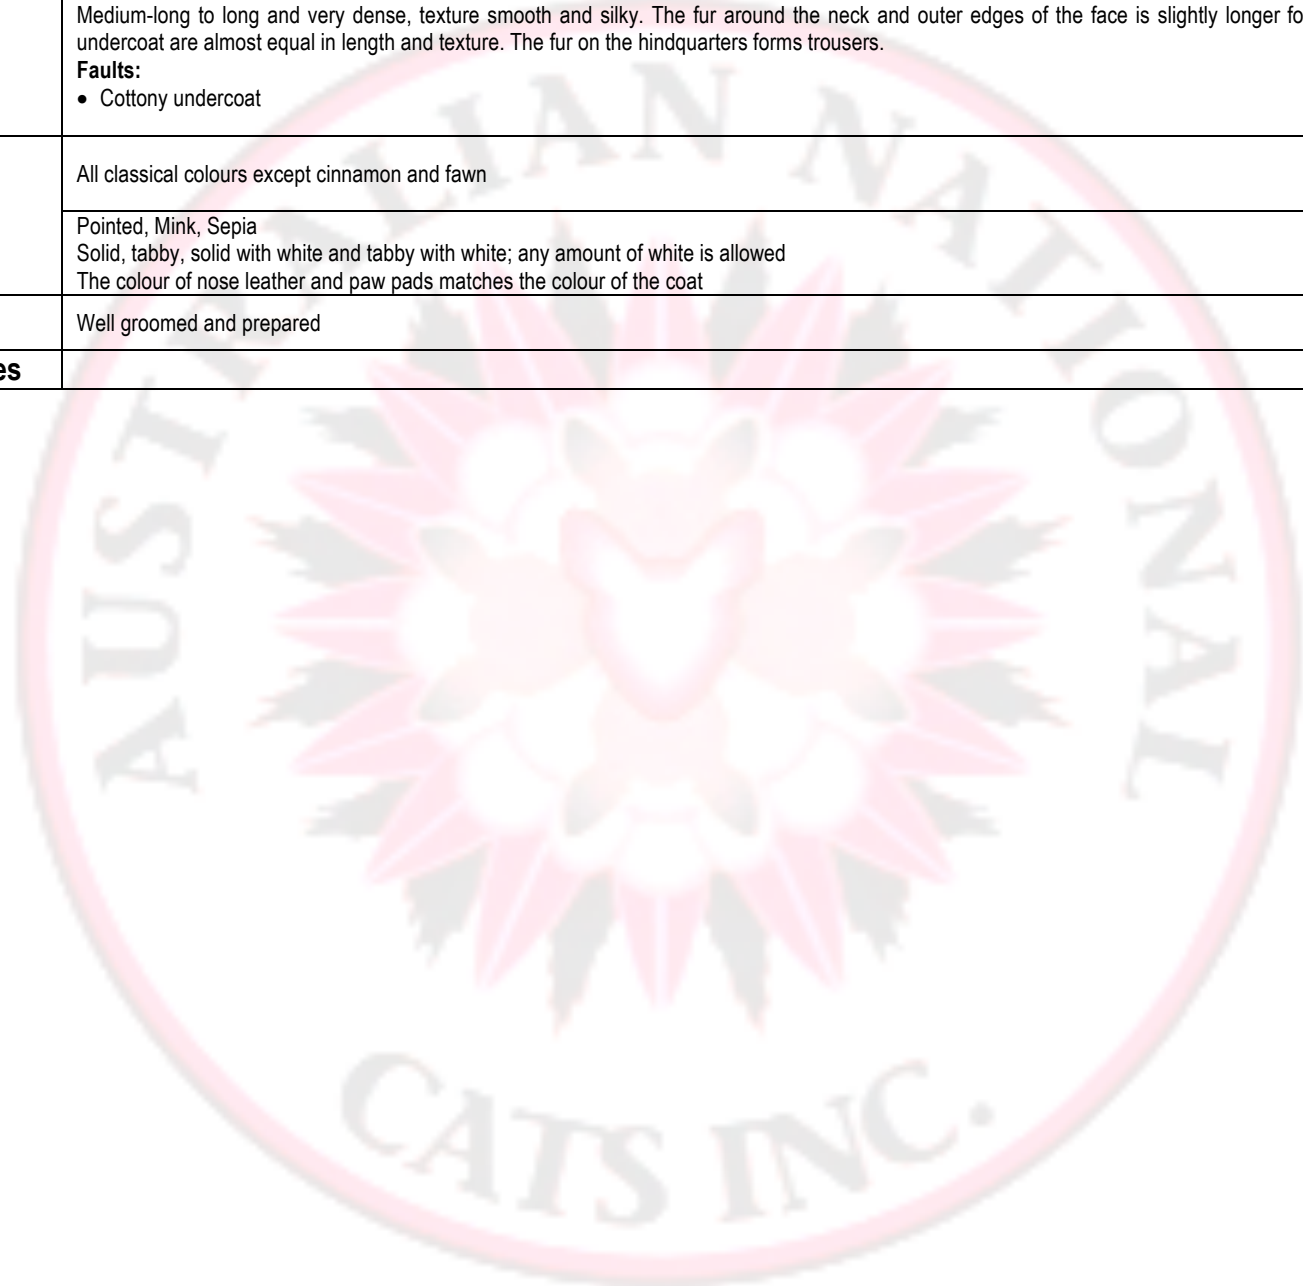 Medium-long to long and very dense, texture smooth and silky. The fur around the neck and outer edges of the face is slightly longer fo
undercoat are almost equal in length and texture. The fur on the hindquarters forms trousers.
Faults:
• Cottony undercoat
All classical colours except cinnamon and fawn
Pointed, Mink, Sepia
Solid, tabby, solid with white and tabby with white; any amount of white is allowed
The colour of nose leather and paw pads matches the colour of the coat
Well groomed and prepared
es
AUSTRALIAN NATIONAL
CATS INC.